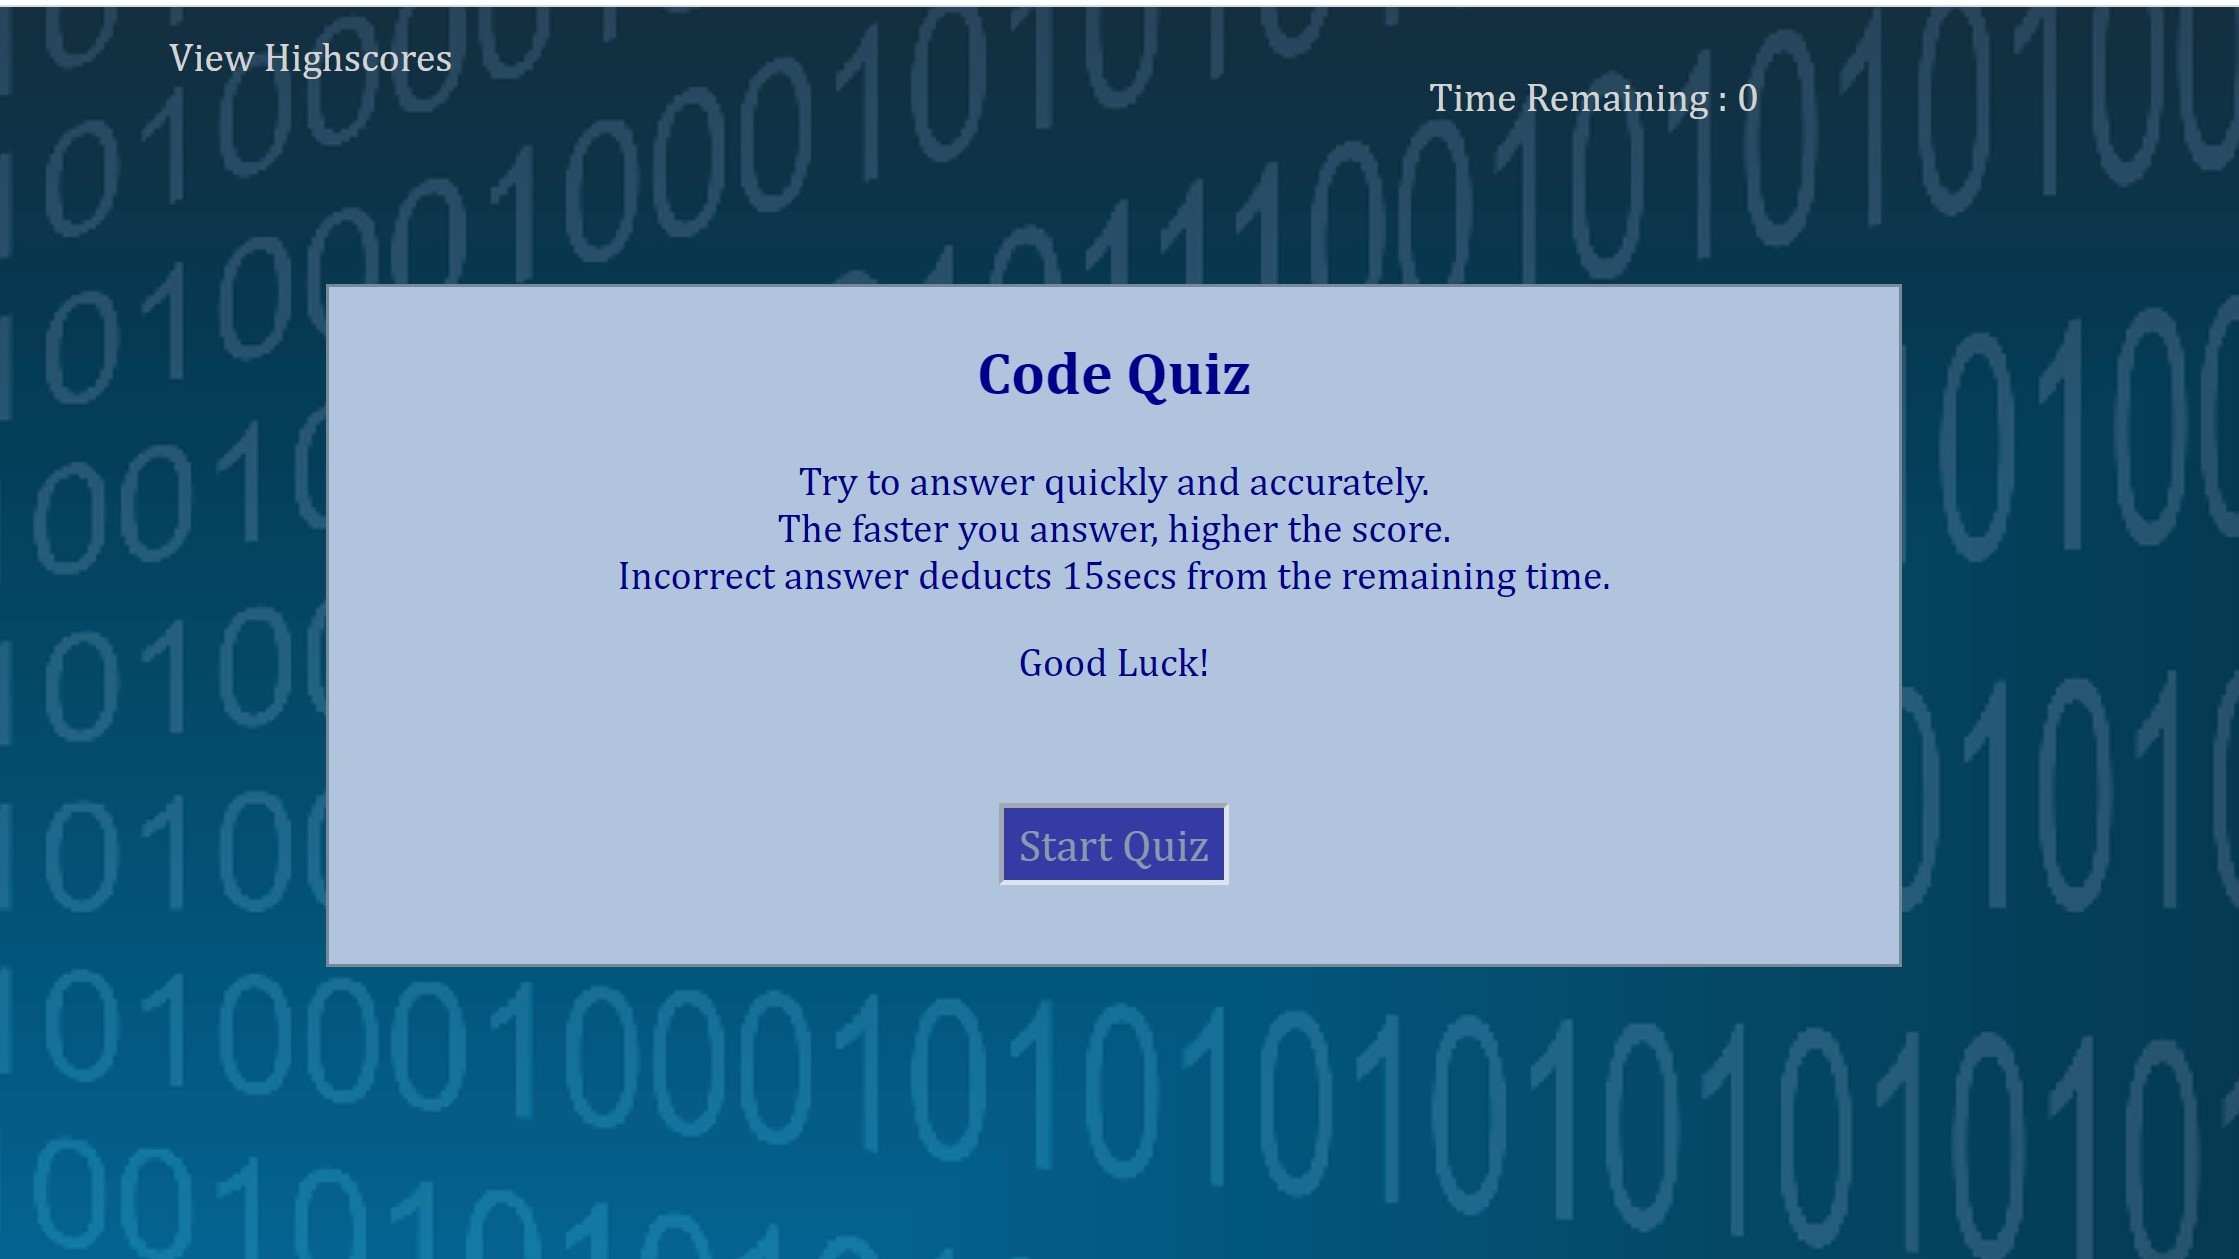 View Highscores
Time Remaining : 0
Code Quiz
Try to answer quickly and accurately.
The faster you answer, higher the score.
Incorrect answer deducts 15secs from the remaining time.
Good Luck!
Start Quiz